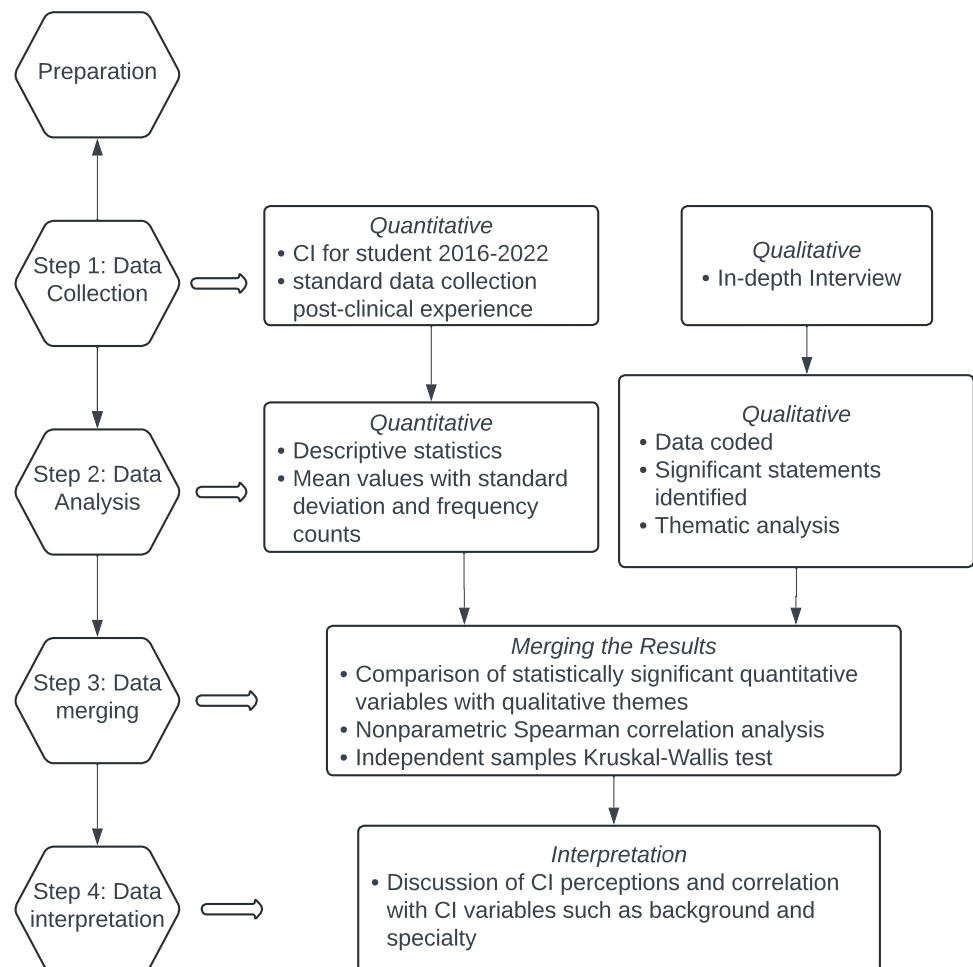 Preparation
Step 1: Data
Collection
Quantitative
• CI for student 2016-2022
• standard data collection
post-clinical experience
Qualitative
• In-depth Interview
Step 2: Data
Analysis
Quantitative
• Descriptive statistics
• Mean values with standard
deviation and frequency
counts
Qualitative
• Data coded
• Significant statements
identified
• Thematic analysis
Step 3: Data
merging
Merging the Results
• Comparison of statistically significant quantitative
variables with qualitative themes
• Nonparametric Spearman correlation analysis
• Independent samples Kruskal-Wallis test
Step 4: Data
interpretation
Interpretation
• Discussion of CI perceptions and correlation
with CI variables such as background and
specialty